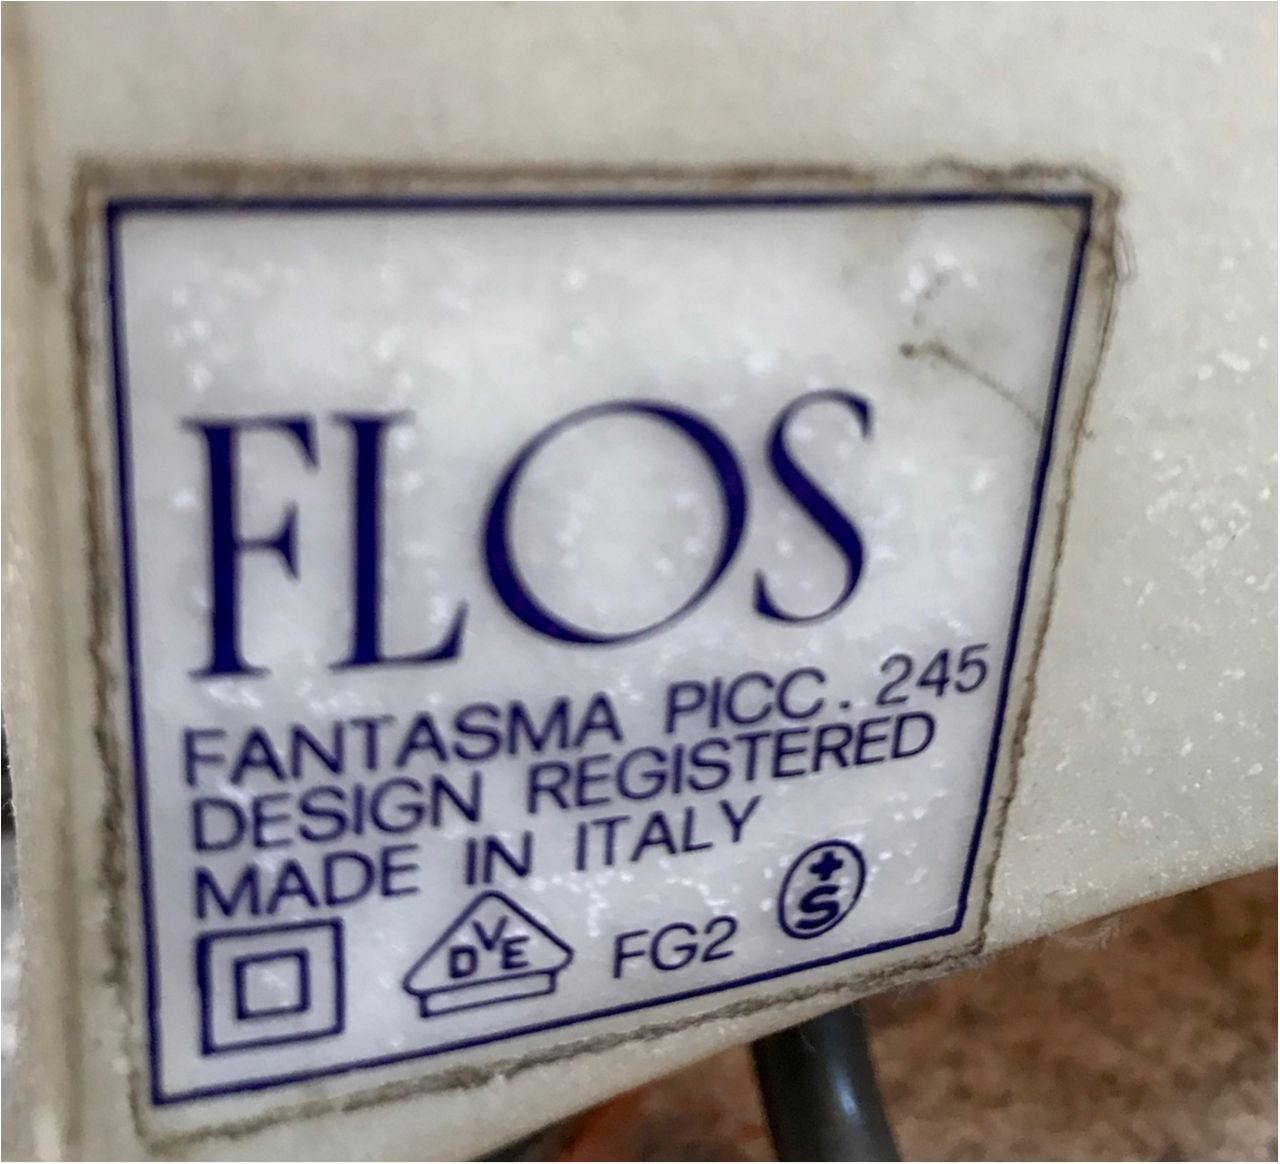 FLOS
FANTASMA PICC. 245
DESIGN REGISTERED
MADE IN ITALY
DVE FG2 +S